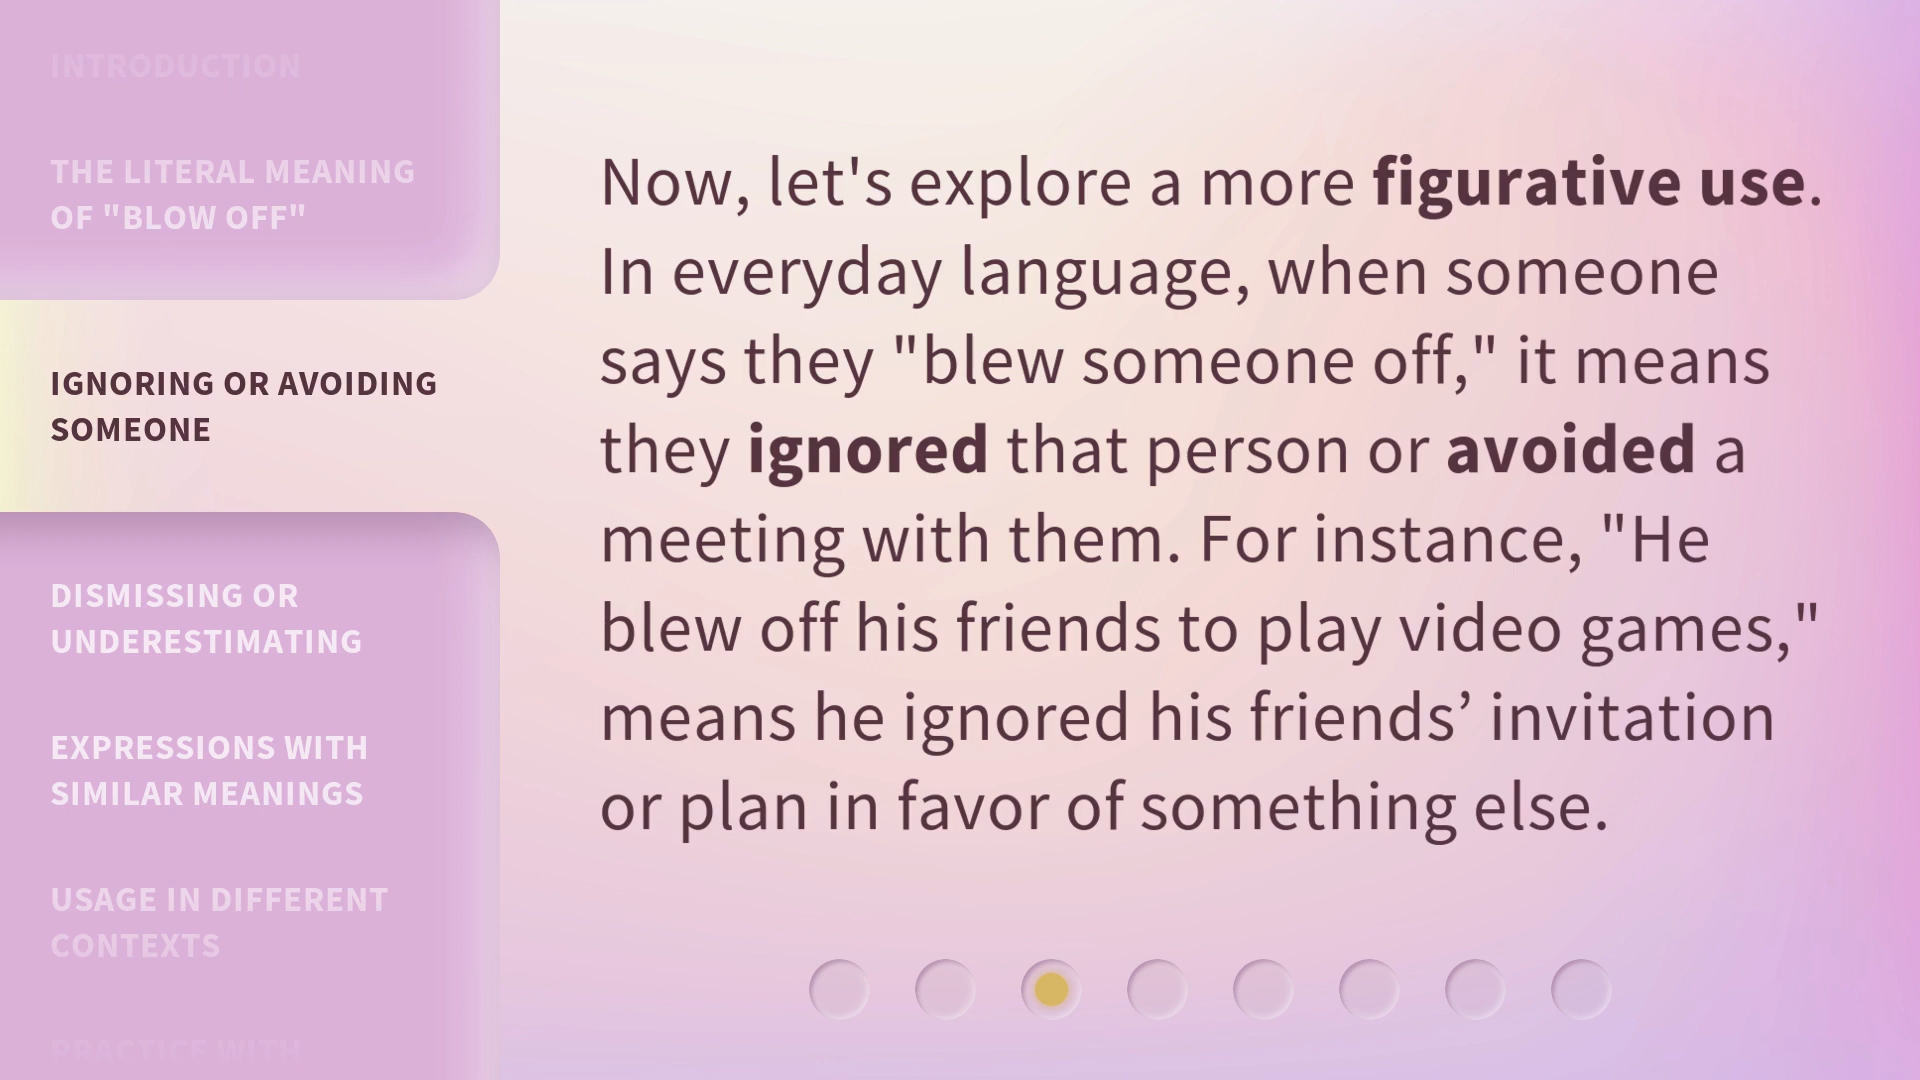 INTRODUCTION
THE LITERAL MEANING
OF "BLOW OFF"
IGNORING OR AVOIDING
SOMEONE
DISMISSING OR
UNDERESTIMATING
EXPRESSIONS WITH
SIMILAR MEANINGS
USAGE IN DIFFERENT
CONTEXTS
PRACTICE WITH
Now, let's explore a more figurative use.
In everyday language, when someone
says they "blew someone off," it means
they ignored that person or avoided a
meeting with them. For instance, "He
blew off his friends to play video games,"
means he ignored his friends’ invitation
or plan in favor of something else.